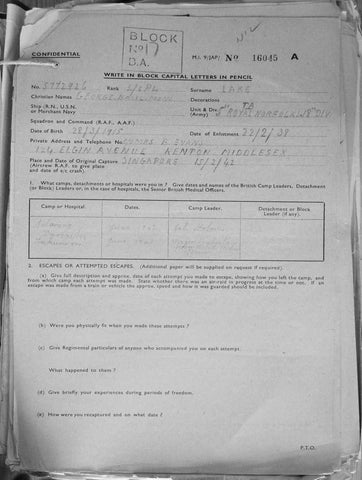 BLOCK
No 17
B.A.
Nil
CONFIDENTIAL
M.I. 9/JAP/ No 16045 A
WRITE IN BLOCK CAPITAL LETTERS IN PENCIL
No. 5772926 Rank L/CPL Surname LAKE
Christian Names GEORGE Decorations
Ship (R.N., U.S.N. or Merchant Navy Unit & Div. (Army) ROYAL NORFOLK 18 DIV
Squadron and Command (R.A.F., A.A.F.)
Date of Birth 28/3/1915 Date of Enlistment 22/2/38
Private Address and Telephone No. MRS E. EVANS
124 ELGIN AVENUE KENTON MIDDLESEX
Place and Date of Original Capture SINGAPORE 15/2/42
(Aircrew R.A.F. to give place and date of a/c crash)
1. What camps, detachments or hospitals were you in? Give dates and names of the British Camp Leaders, Detachment (or Block) Leaders or, in the case of hospitals, the Senior British Medical Officers.
Camp or Hospital. Dates. Camp Leader. Detachment or Block Leader (if any).
2. ESCAPES OR ATTEMPTED ESCAPES. (Additional paper will be supplied on request if required).
(a) Give full description and approx. date of each attempt you made to escape, showing how you left the camp, and from which camp each attempt was made. State whether there was an air-raid in progress at the time or not. If an escape was made from a train or vehicle the approx. speed and how it was guarded should be included.
(b) Were you physically fit when you made these attempts?
(c) Give Regimental particulars of anyone who accompanied you on each attempt.
What happened to them?
(d) Give briefly your experiences during periods of freedom.
(e) How were you recaptured and on what date?
P.T.O.